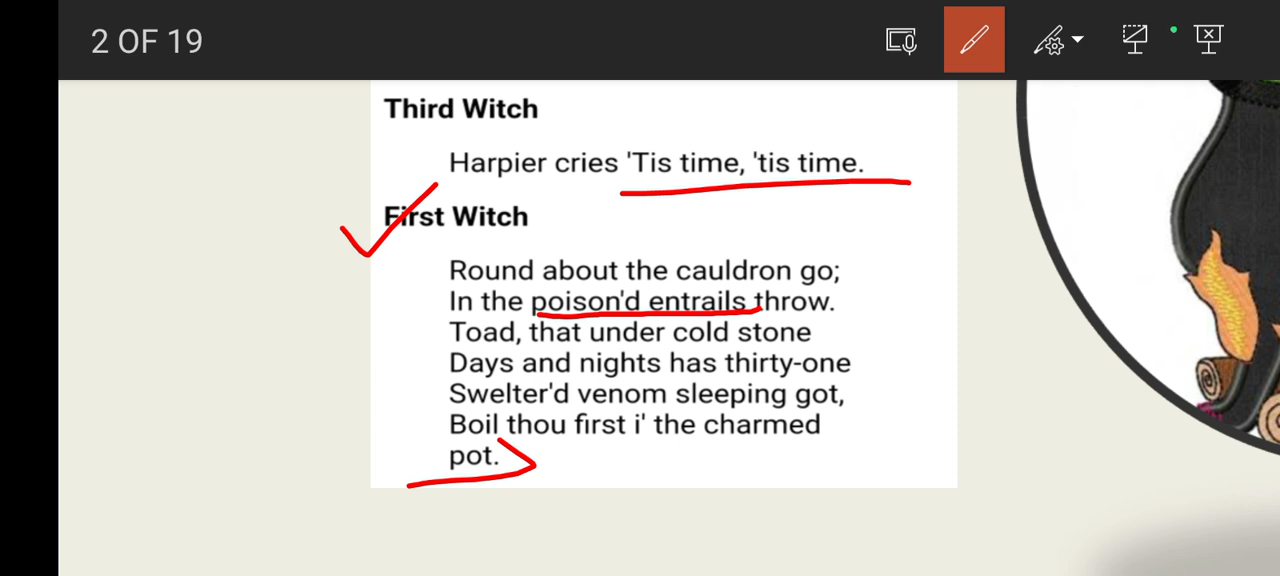 2 OF 19
Third Witch
Harpier cries 'Tis time, 'tis time.
First Witch
Round about the cauldron go;
In the poison'd entrails throw.
Toad, that under cold stone
Days and nights has thirty-one
Swelter'd venom sleeping got,
Boil thou first i' the charmed
pot.